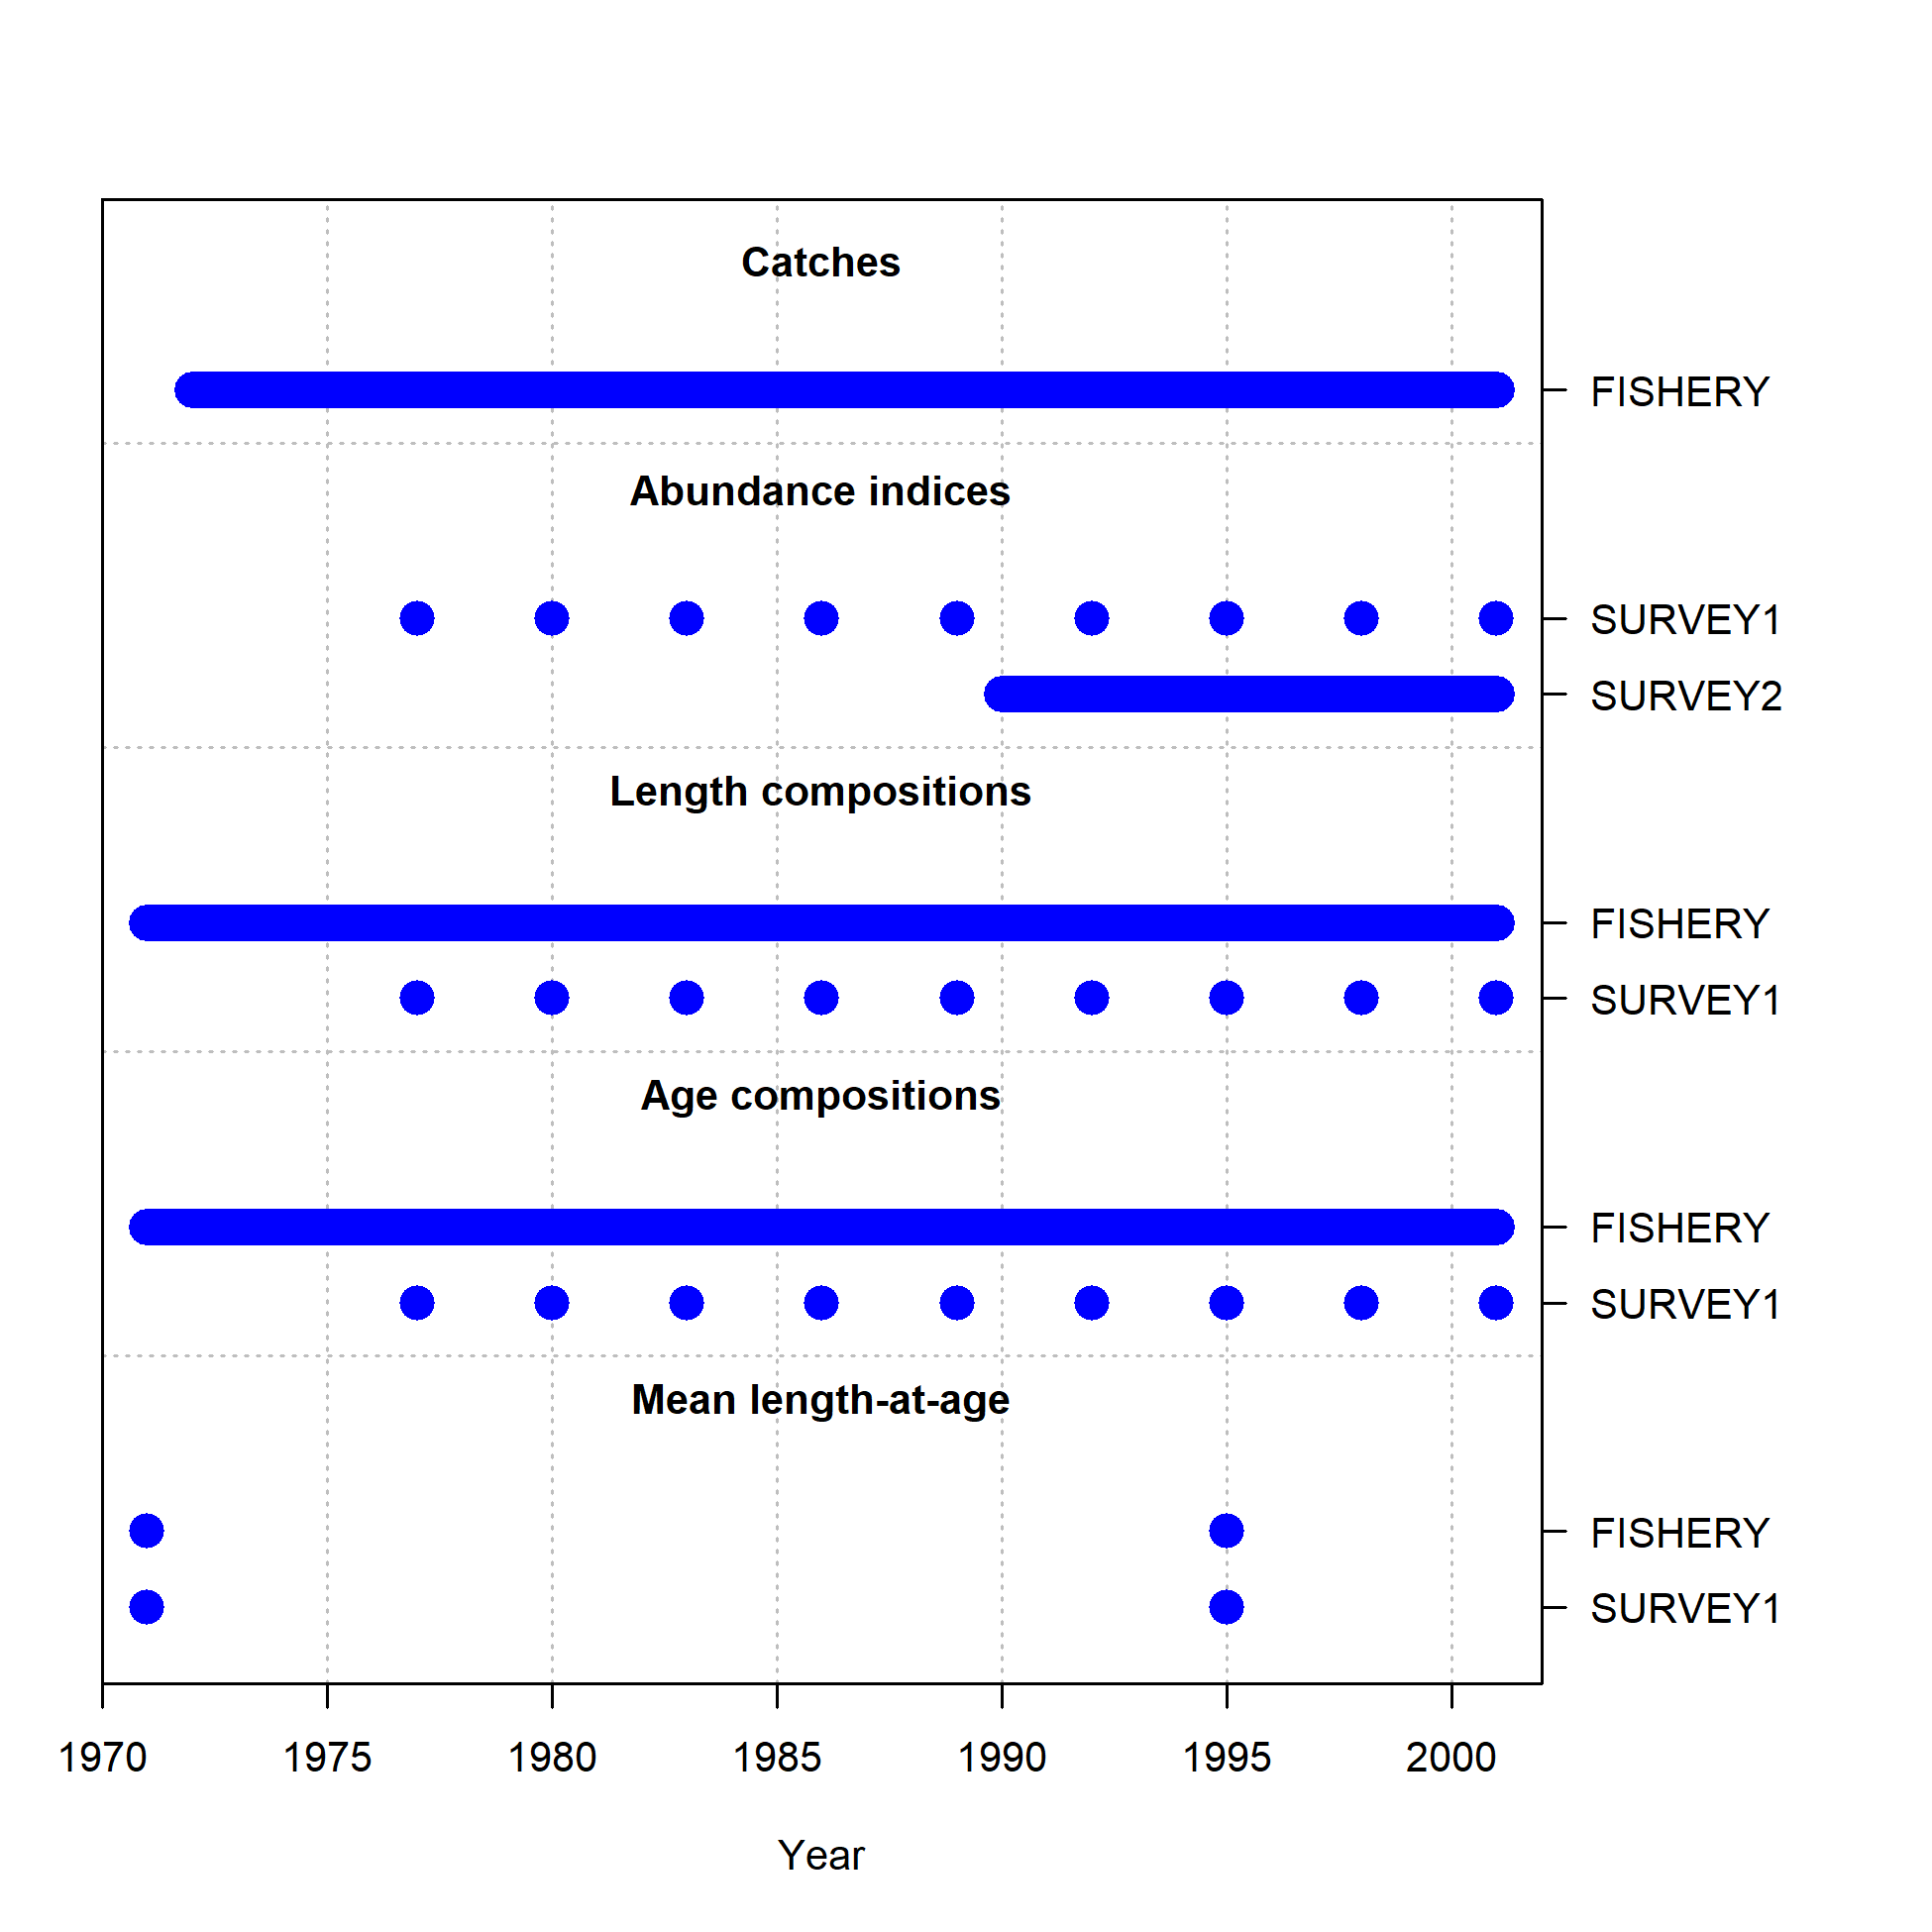 Catches
FISHERY
Abundance indices
SURVEY1
SURVEY2
Length compositions
FISHERY
SURVEY1
Age compositions
FISHERY
SURVEY1
Mean length-at-age
FISHERY
SURVEY1
1970 1975 1980 1985 1990 1995 2000
Year